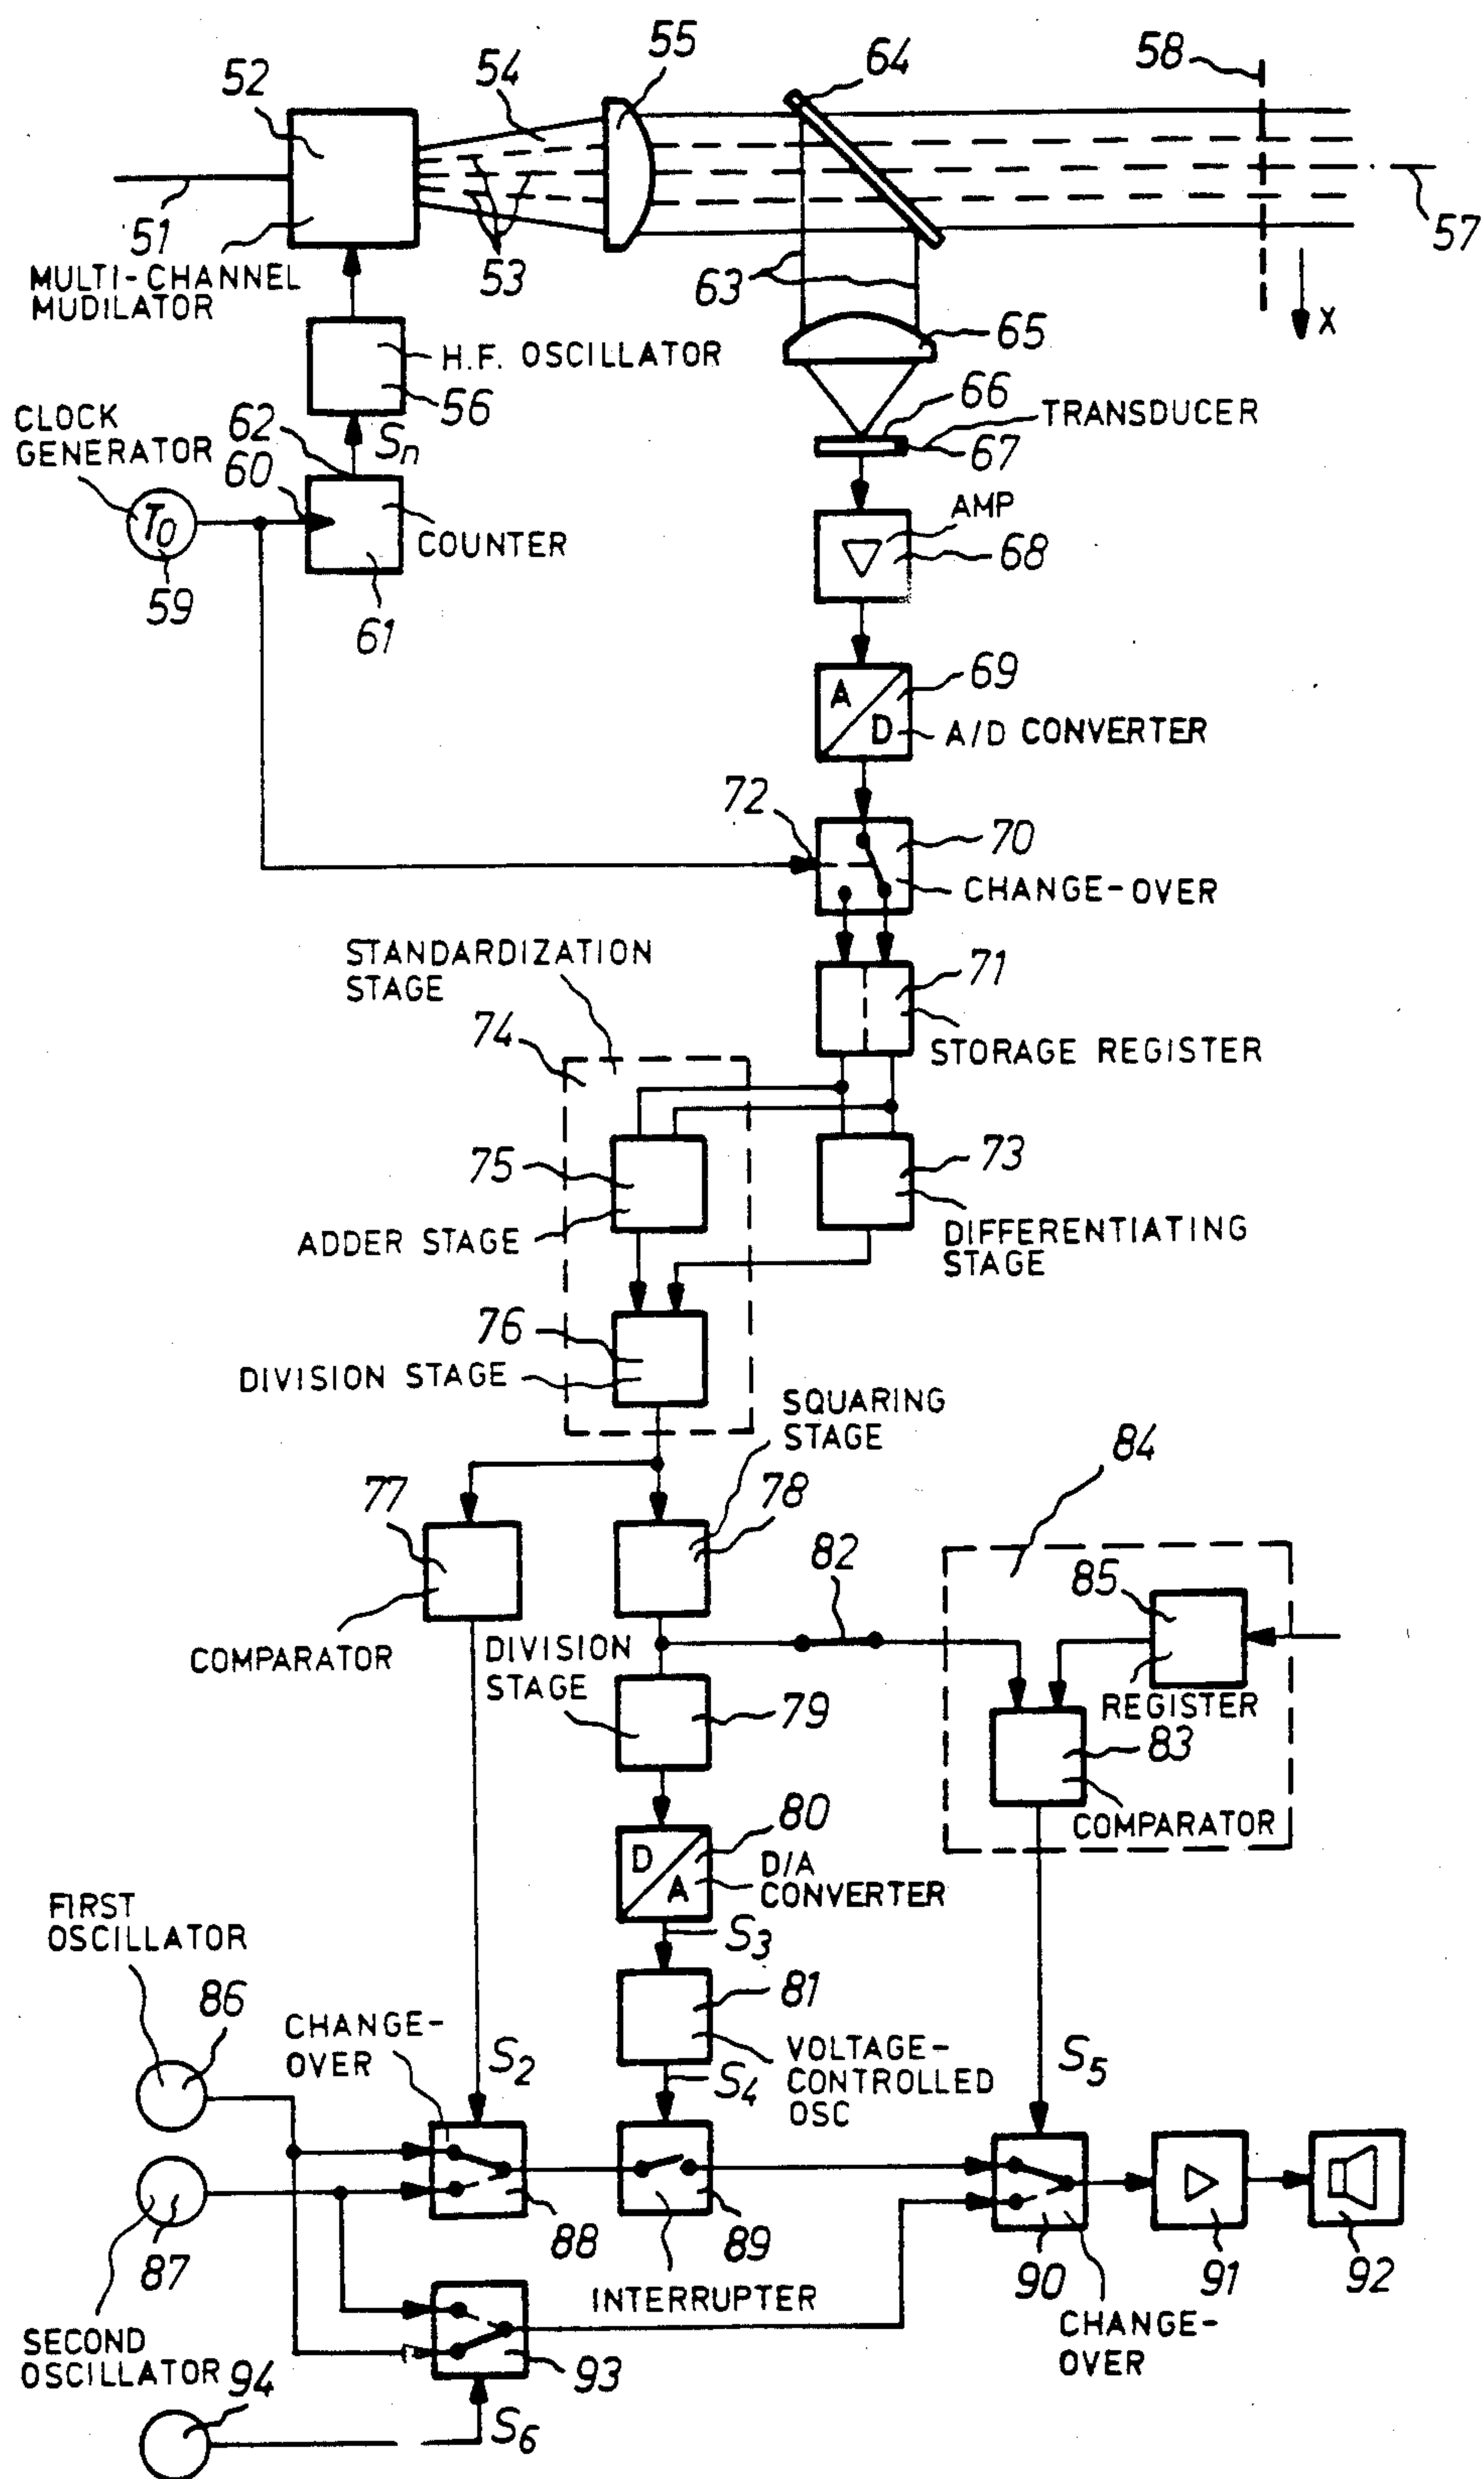 55
64
58
54
52
51
53
57
MULTI-CHANNEL
MUDILATOR
63
X
65
H.F. OSCILLATOR
56
66
TRANSDUCER
67
CLOCK
GENERATOR
62
Sn
60
T0
COUNTER
59
61
AMP
68
69
A
D
A/D CONVERTER
72
70
CHANGE-OVER
STANDARDIZATION
STAGE
71
STORAGE REGISTER
74
75
73
ADDER STAGE
DIFFERENTIATING
STAGE
76
DIVISION STAGE
SQUARING
STAGE
84
77
78
82
85
COMPARATOR
DIVISION
STAGE
79
REGISTER
83
COMPARATOR
80
D
A
D/A
CONVERTER
FIRST
OSCILLATOR
S3
86
81
CHANGE-
OVER
S2
VOLTAGE-
CONTROLLED
OSC
S4
S5
87
88
89
90
91
92
INTERRUPTER
CHANGE-
OVER
SECOND
OSCILLATOR
94
93
S6